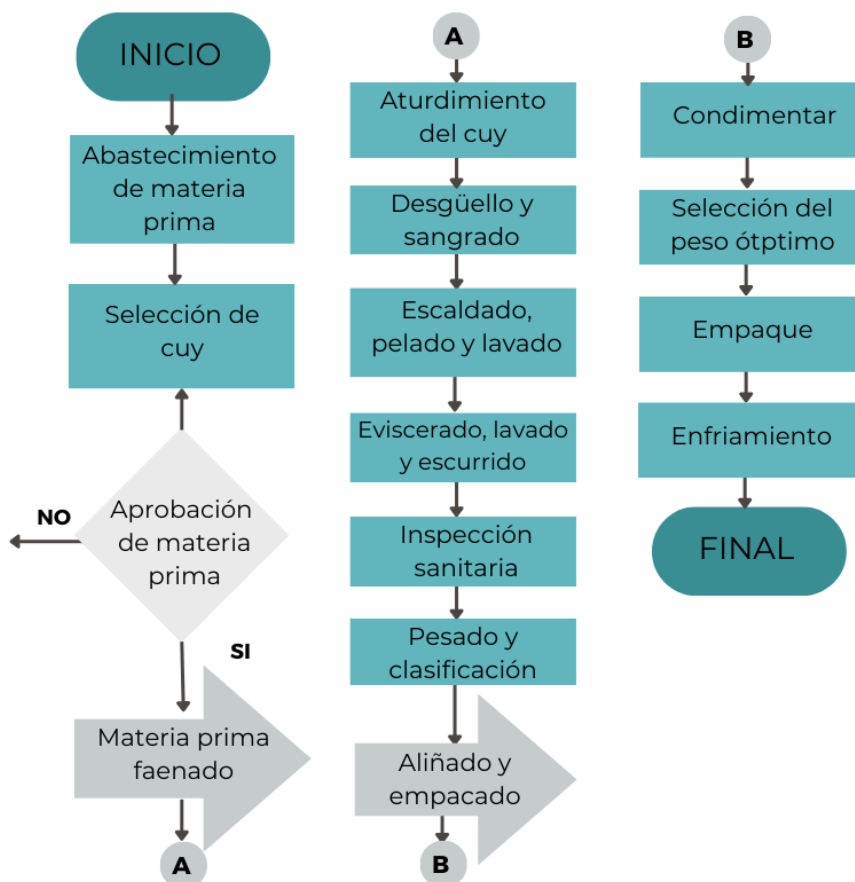 INICIO
Abastecimiento
de materia
prima
Selección de
cuy
Aprobación
de materia
prima
NO
SI
Materia prima
faenado
A
A
Aturdimiento
del cuy
Desgüello y
sangrado
Escaldado,
pelado y lavado
Eviscerado, lavado
y escurrido
Inspección
sanitaria
Pesado y
clasificación
Aliñado y
empacado
B
B
Condimentar
Selección del
peso ótptimo
Empaque
Enfriamiento
FINAL